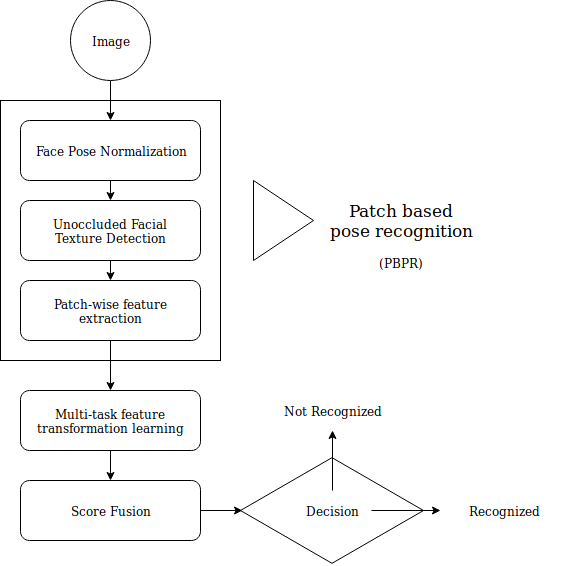 Image
Face Pose Normalization
Unoccluded Facial
Texture Detection
Patch-wise feature
extraction
Patch based
pose recognition
(PBPR)
Multi-task feature
transformation learning
Score Fusion
Decision
Not Recognized
Recognized